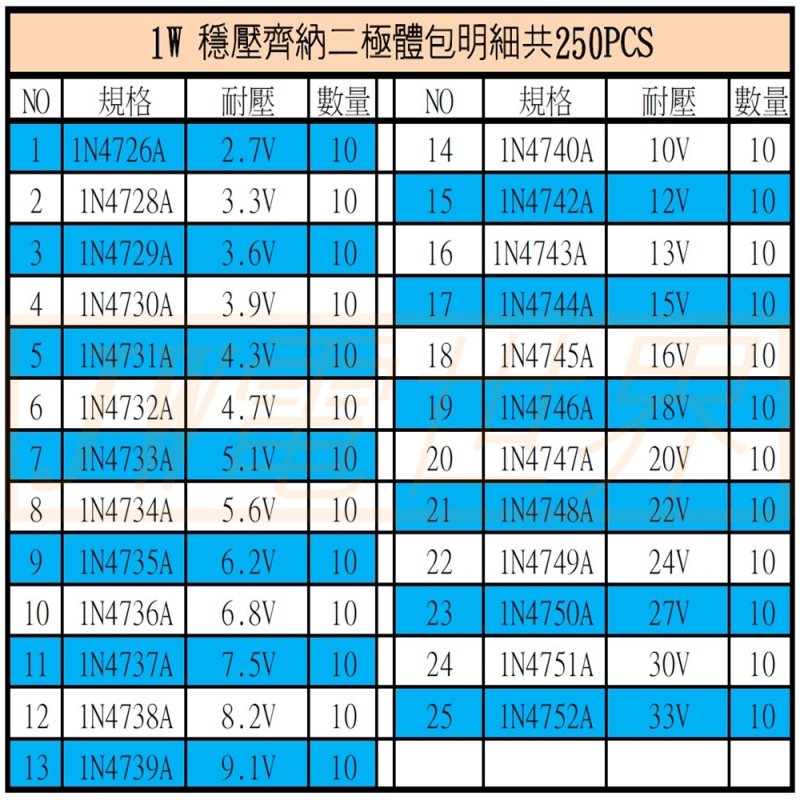 1W 穩壓齊納二極體包明細共250PCS
NO 規格 耐壓 數量 NO 規格 耐壓 數量
1 1N4726A 2.7V 10 14 1N4740A 10V 10
2 1N4728A 3.3V 10 15 1N4742A 12V 10
3 1N4729A 3.6V 10 16 1N4743A 13V 10
4 1N4730A 3.9V 10 17 1N4744A 15V 10
5 1N4731A 4.3V 10 18 1N4745A 16V 10
6 1N4732A 4.7V 10 19 1N4746A 18V 10
7 1N4733A 5.1V 10 20 1N4747A 20V 10
8 1N4734A 5.6V 10 21 1N4748A 22V 10
9 1N4735A 6.2V 10 22 1N4749A 24V 10
10 1N4736A 6.8V 10 23 1N4750A 27V 10
11 1N4737A 7.5V 10 24 1N4751A 30V 10
12 1N4738A 8.2V 10 25 1N4752A 33V 10
13 1N4739A 9.1V 10
JW電世界